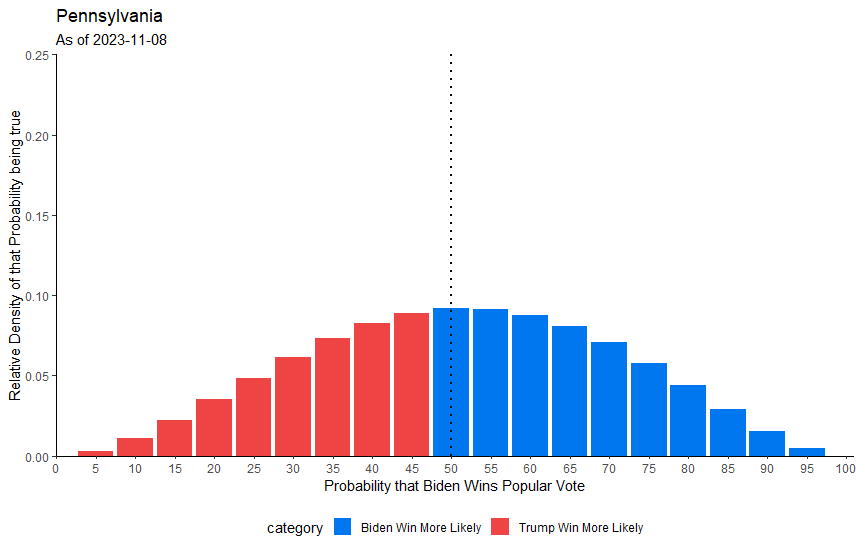 Pennsylvania
As of 2023-11-08
0.25
0.20
0.15
0.10
0.05
0.00
Relative Density of that Probability being true
0 5 10 15 20 25 30 35 40 45 50 55 60 65 70 75 80 85 90 95 100
Probability that Biden Wins Popular Vote
category Biden Win More Likely Trump Win More Likely